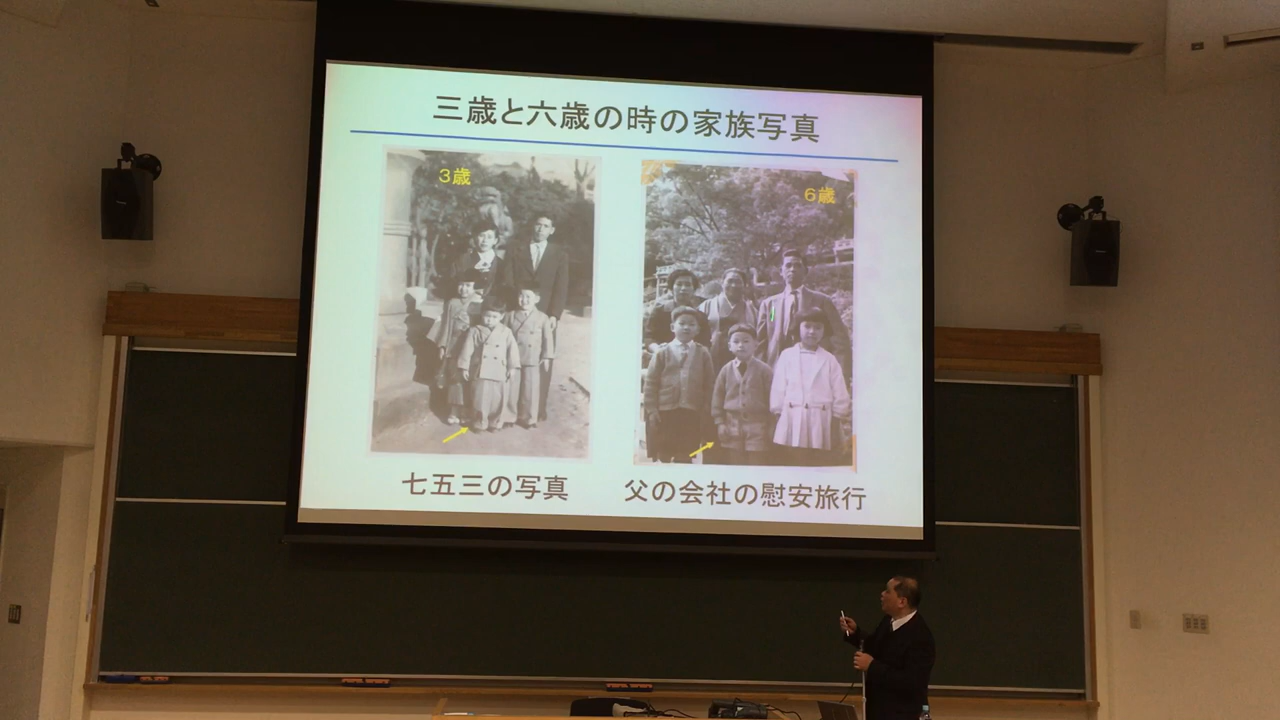 三歳と六歳の時の家族写真
3歳
6歳
七五三の写真
父の会社の慰安旅行